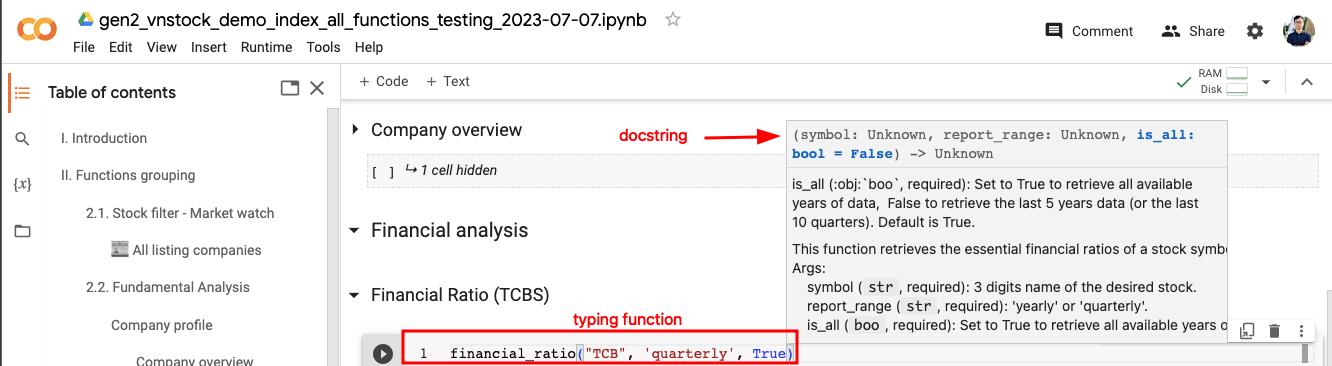 gen2_vnstock_demo_index_all_functions_testing_2023-07-07.ipynb
File Edit View Insert Runtime Tools Help
Comment Share
Table of contents
I. Introduction
II. Functions grouping
2.1. Stock filter - Market watch
All listing companies
2.2. Fundamental Analysis
Company profile
Company overview
+ Code + Text
RAM
Disk
Company overview
[ ] ↳ 1 cell hidden
Financial analysis
Financial Ratio (TCBS)
docstring
typing function
1 financial_ratio("TCB", 'quarterly', True)
(symbol: Unknown, report_range: Unknown, is_all:
bool = False) -> Unknown
is_all (:obj:`boo`, required): Set to True to retrieve all available
years of data, False to retrieve the last 5 years data (or the last
10 quarters). Default is True.
This function retrieves the essential financial ratios of a stock symb
Args:
symbol ( str , required): 3 digits name of the desired stock.
report_range ( str , required): 'yearly' or 'quarterly'.
is_all ( boo , required): Set to True to retrieve all available years o